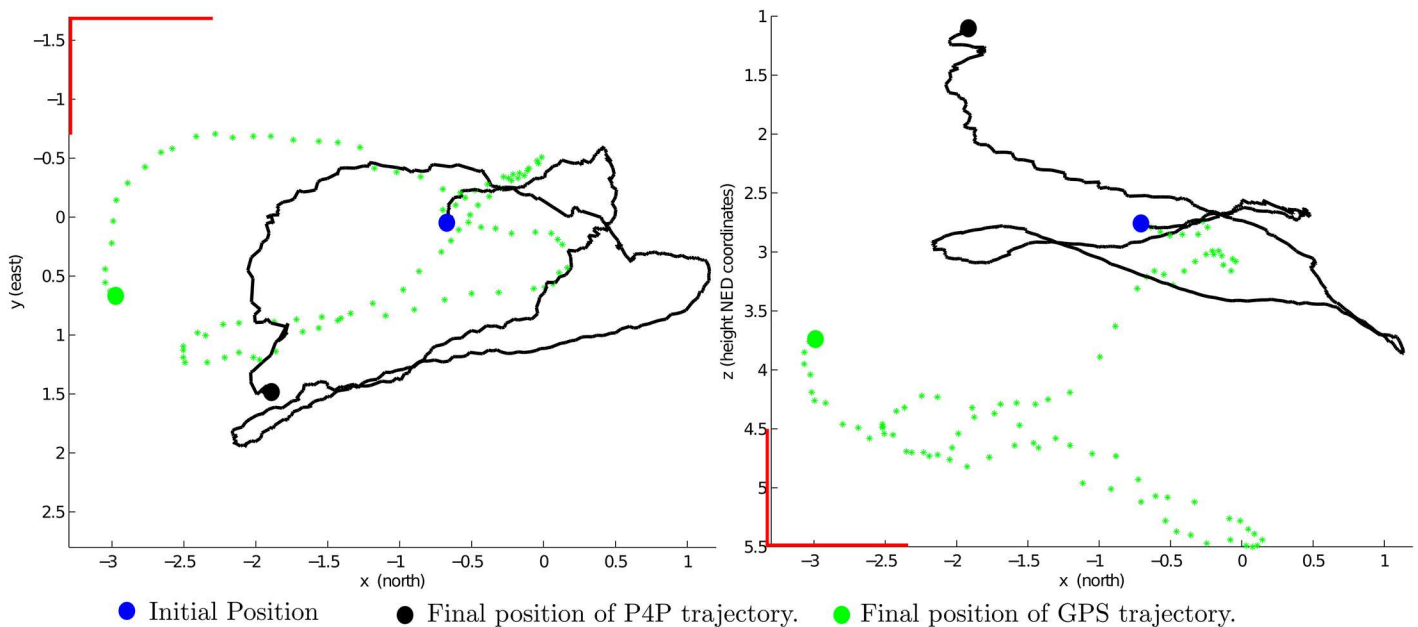 −1.5
−1
−0.5
0
0.5
1
1.5
2
2.5
y (east)
−3 −2.5 −2 −1.5 −1 −0.5 0 0.5 1
x (north)
1
1.5
2
2.5
3
3.5
4
4.5
5
5.5
z (height NED coordinates)
−3 −2.5 −2 −1.5 −1 −0.5 0 0.5 1
x (north)
Initial Position
Final position of P4P trajectory.
Final position of GPS trajectory.